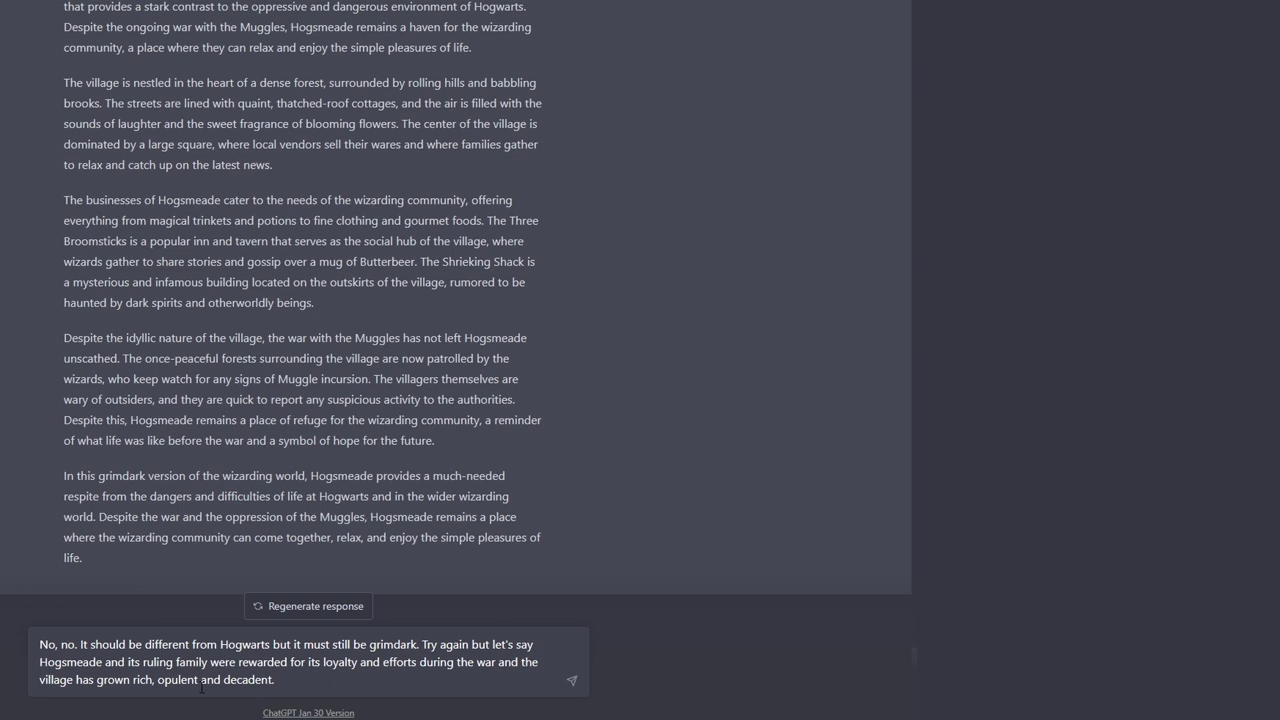 that provides a stark contrast to the oppressive and dangerous environment of Hogwarts.
Despite the ongoing war with the Muggles, Hogsmeade remains a haven for the wizarding
community, a place where they can relax and enjoy the simple pleasures of life.
The village is nestled in the heart of a dense forest, surrounded by rolling hills and babbling
brooks. The streets are lined with quaint, thatched-roof cottages, and the air is filled with the
sounds of laughter and the sweet fragrance of blooming flowers. The center of the village is
dominated by a large square, where local vendors sell their wares and where families gather
to relax and catch up on the latest news.
The businesses of Hogsmeade cater to the needs of the wizarding community, offering
everything from magical trinkets and potions to fine clothing and gourmet foods. The Three
Broomsticks is a popular inn and tavern that serves as the social hub of the village, where
wizards gather to share stories and gossip over a mug of Butterbeer. The Shrieking Shack is
a mysterious and infamous building located on the outskirts of the village, rumored to be
haunted by dark spirits and otherworldly beings.
Despite the idyllic nature of the village, the war with the Muggles has not left Hogsmeade
unscathed. The once-peaceful forests surrounding the village are now patrolled by the
wizards, who keep watch for any signs of Muggle incursion. The villagers themselves are
wary of outsiders, and they are quick to report any suspicious activity to the authorities.
Despite this, Hogsmeade remains a place of refuge for the wizarding community, a reminder
of what life was like before the war and a symbol of hope for the future.
In this grimdark version of the wizarding world, Hogsmeade provides a much-needed
respite from the dangers and difficulties of life at Hogwarts and in the wider wizarding
world. Despite the war and the oppression of the Muggles, Hogsmeade remains a place
where the wizarding community can come together, relax, and enjoy the simple pleasures of
life.
Regenerate response
No, no. It should be different from Hogwarts but it must still be grimdark. Try again but let's say
Hogsmeade and its ruling family were rewarded for its loyalty and efforts during the war and the
village has grown rich, opulent and decadent.
ChatGPT Jan 30 Version